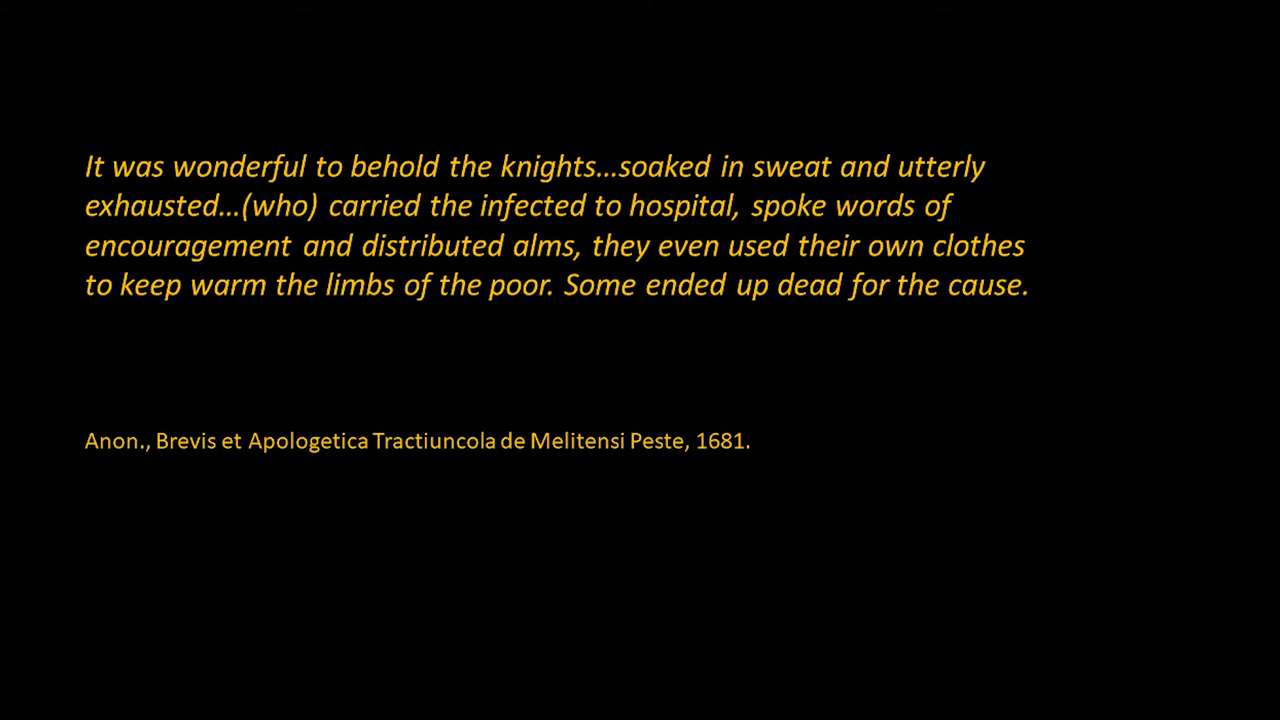 It was wonderful to behold the knights...soaked in sweat and utterly
exhausted...(who) carried the infected to hospital, spoke words of
encouragement and distributed alms, they even used their own clothes
to keep warm the limbs of the poor. Some ended up dead for the cause.
Anon., Brevis et Apologetica Tractiuncola de Melitensi Peste, 1681.